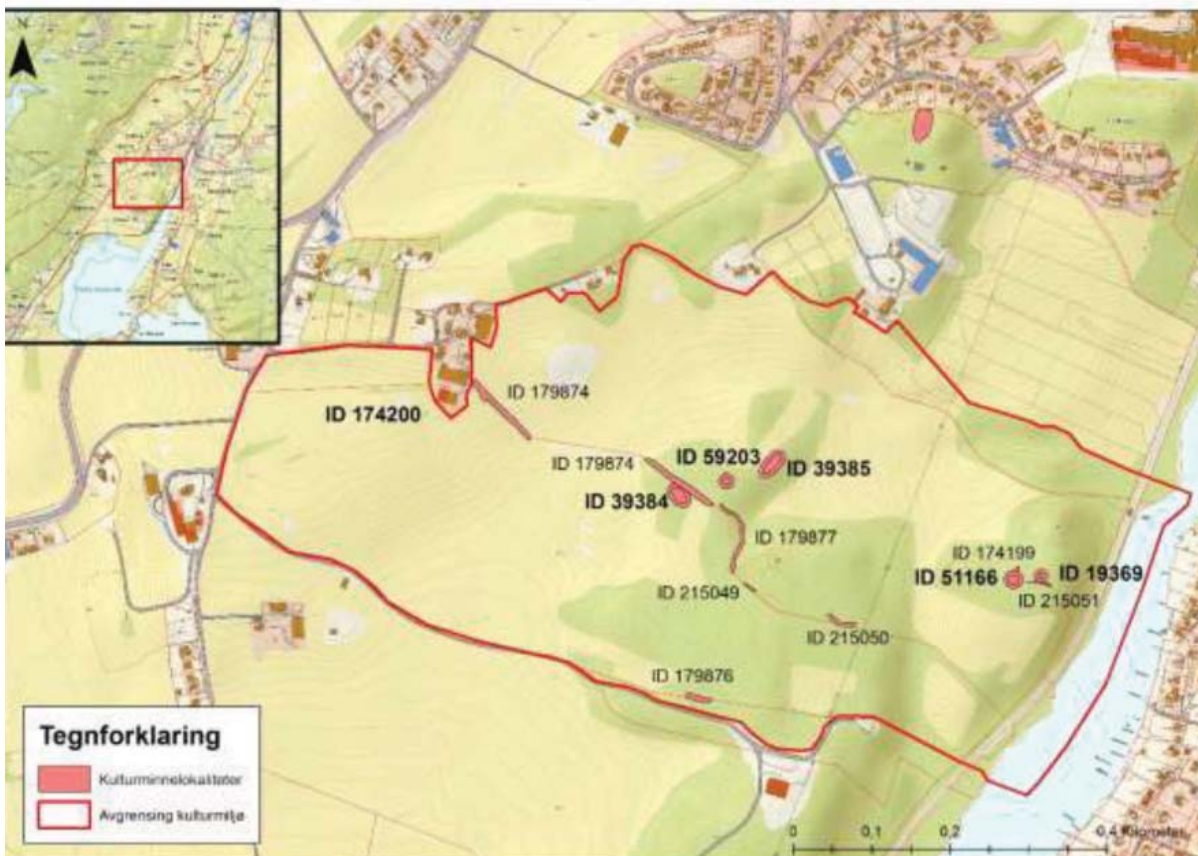 N
ID 179874
ID 174200
ID 179874
ID 59203
ID 39385
ID 39384
ID 179877
ID 174199
ID 51166
ID 19369
ID 215049
ID 215051
ID 215050
ID 179876
Tegnforklaring
Kulturminnelokaliteter
Avgrensing kulturmiljø
0 0,1 0,2 0,4 Kilometer